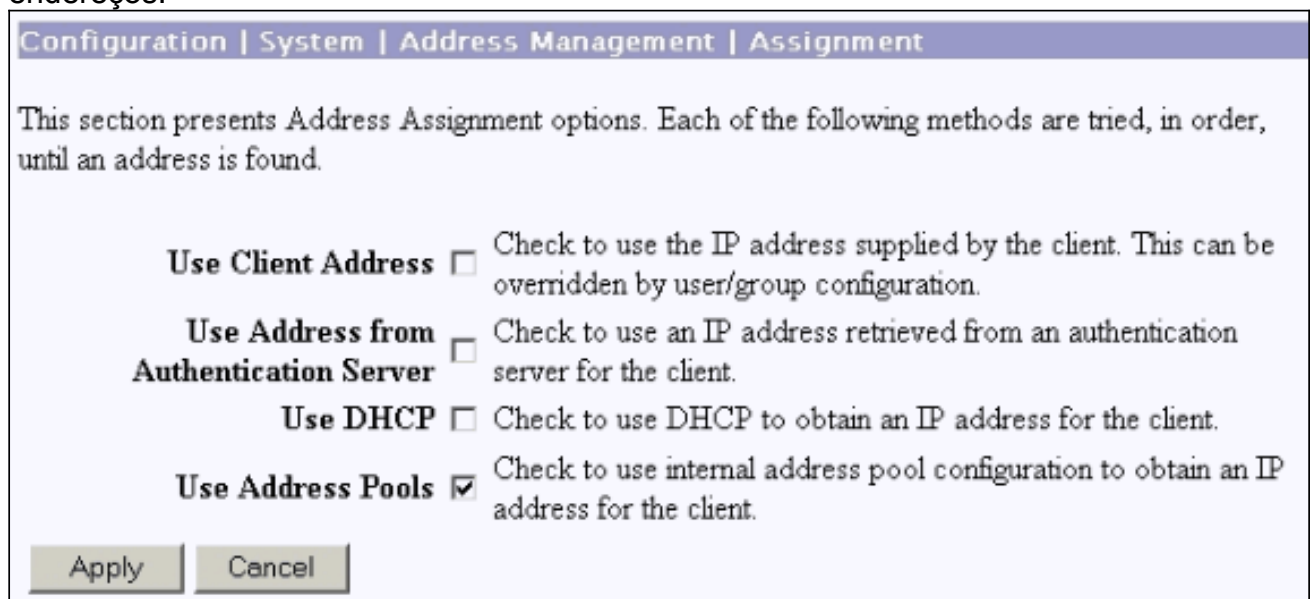 endereços.
Configuration | System | Address Management | Assignment
This section presents Address Assignment options. Each of the following methods are tried, in order,
until an address is found.
Use Client Address
Check to use the IP address supplied by the client. This can be
overridden by user/group configuration.
Use Address from
Authentication Server
Check to use an IP address retrieved from an authentication
server for the client.
Use DHCP
Check to use DHCP to obtain an IP address for the client.
Use Address Pools
Check to use internal address pool configuration to obtain an IP
address for the client.
Apply
Cancel